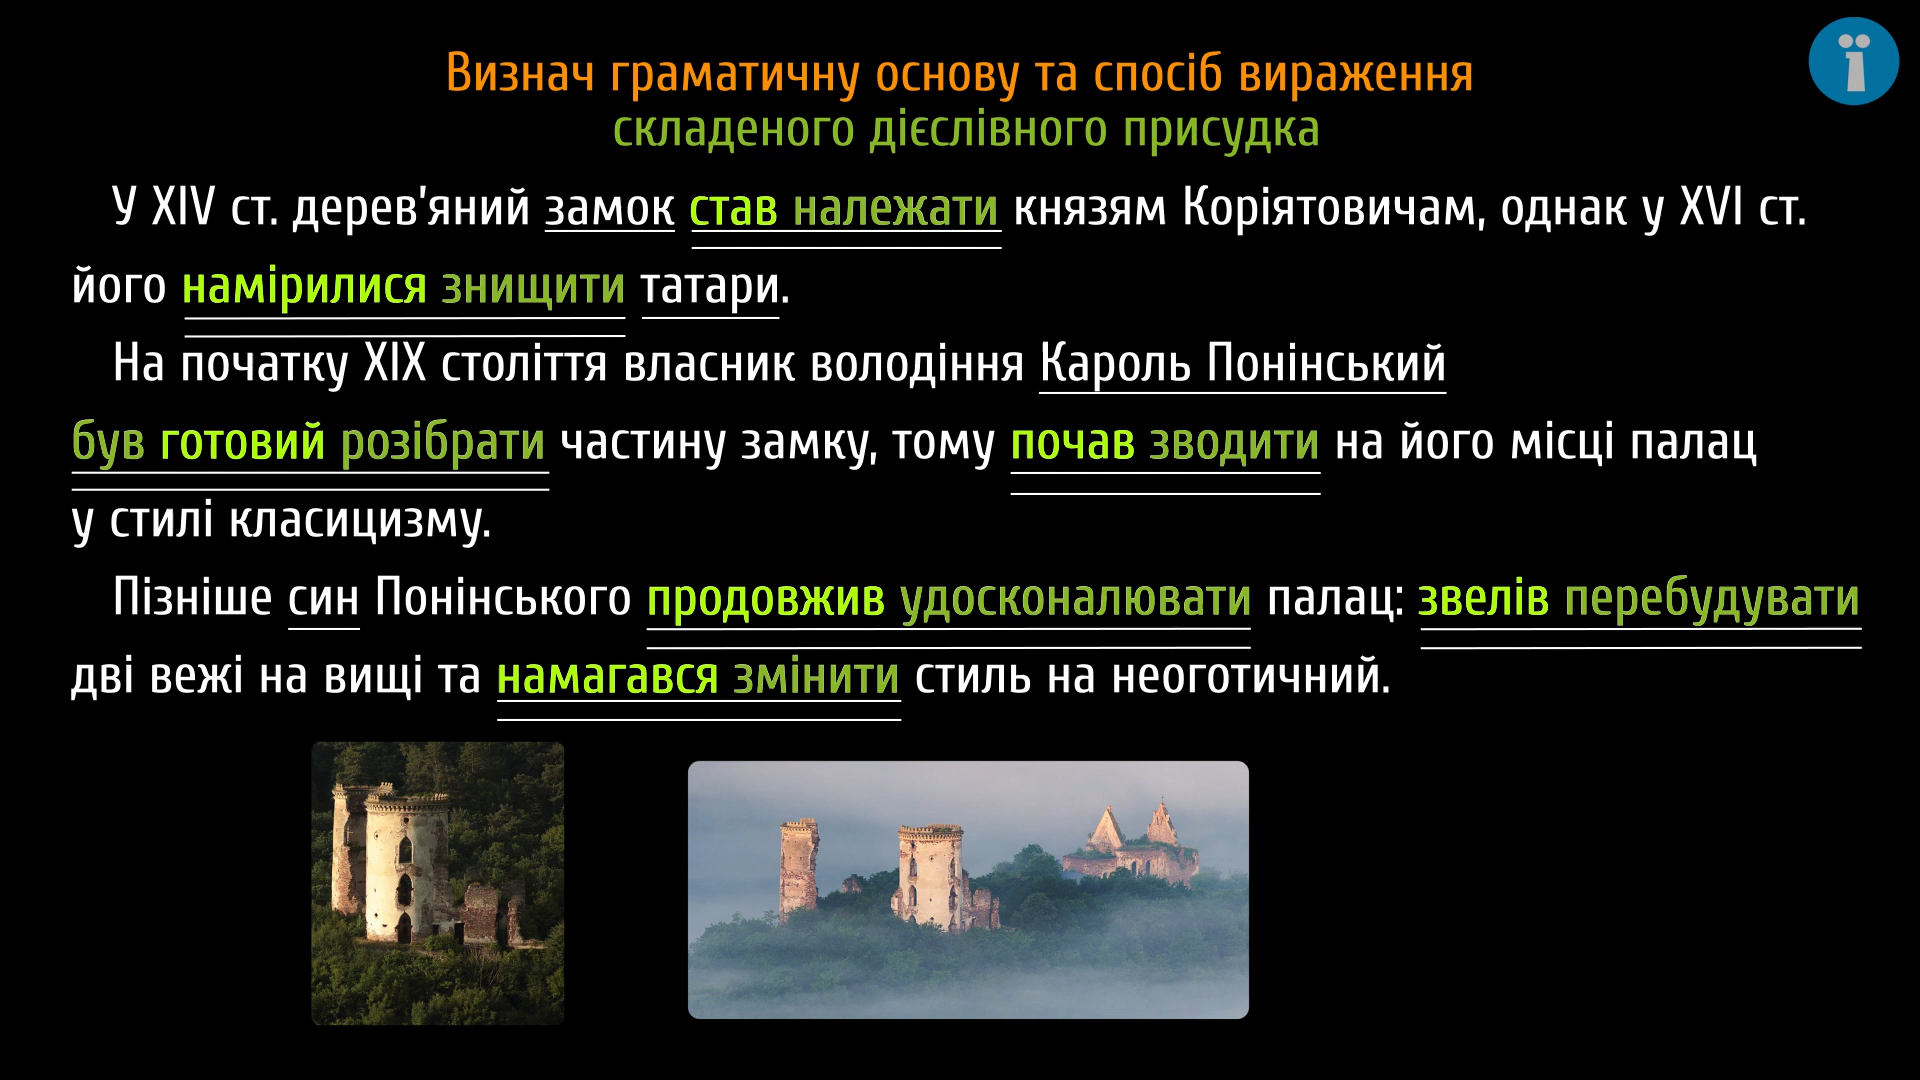 Визнач граматичну основу та спосіб вираження
складеного дієслівного присудка
ї
У XIV ст. дерев'яний замок став належати князям Коріятовичам, однак у XVI ст.
його намірилися знищити татари.
На початку XIX століття власник володіння Кароль Понінський
був готовий розібрати частину замку, тому почав зводити на його місці палац
у стилі класицизму.
Пізніше син Понінського продовжив удосконалювати палац: звелів перебудувати
дві вежі на вищі та намагався змінити стиль на неоготичний.